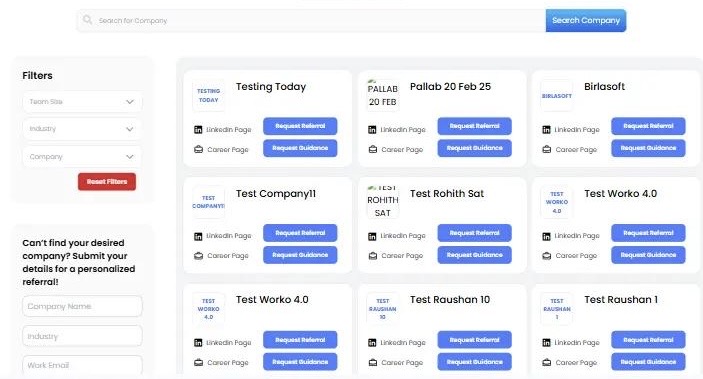 Search for Company
Search Company
Filters
Team Size
Industry
Company
Reset Filters
Can't find your desired
company? Submit your
details for a personalized
referral!
Company Name
Industry
Work Email
TESTING
TODAY
Testing Today
LinkedIn Page
Request Referral
Career Page
Request Guidance
PALLAB
20 FEB
Pallab 20 Feb 25
LinkedIn Page
Request Referral
Career Page
Request Guidance
BIRLASOFT
Birlasoft
LinkedIn Page
Request Referral
Career Page
Request Guidance
TEST
COMPANY11
Test Company11
LinkedIn Page
Request Referral
Career Page
Request Guidance
TEST
ROHITH
SAT
Test Rohith Sat
LinkedIn Page
Request Referral
Career Page
Request Guidance
TEST
WORKO
4.0
Test Worko 4.0
LinkedIn Page
Request Referral
Career Page
Request Guidance
TEST
WORKO
4.0
Test Worko 4.0
LinkedIn Page
Request Referral
Career Page
Request Guidance
TEST
RAUSHAN
10
Test Raushan 10
LinkedIn Page
Request Referral
Career Page
Request Guidance
TEST
RAUSHAN
1
Test Raushan 1
LinkedIn Page
Request Referral
Career Page
Request Guidance